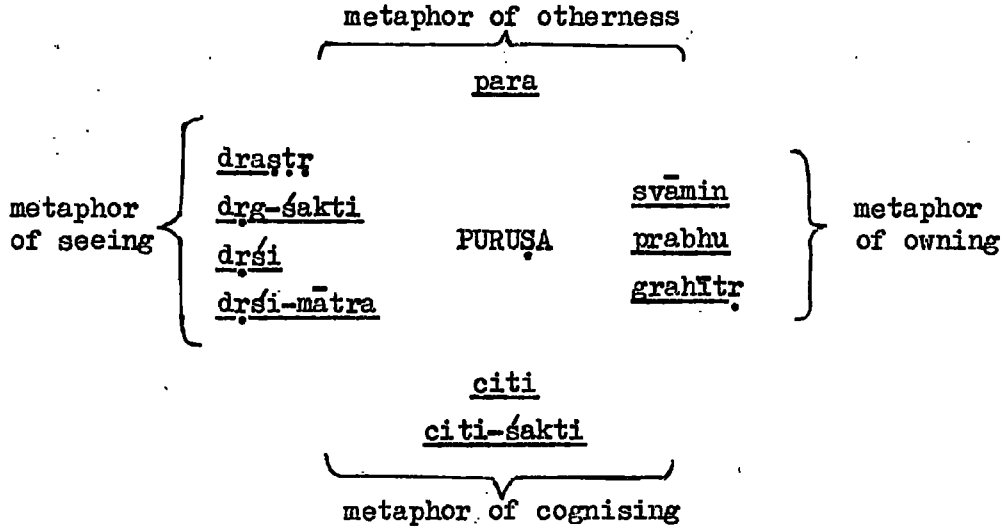 metaphor of otherness
para
metaphor of seeing
draṣṭṛ
dṛg-śakti
dṛśi
dṛśi-mātra
PURUṢA
svāmin
prabhu
grahītṛ
metaphor of owning
citi
citi-śakti
metaphor of cognising